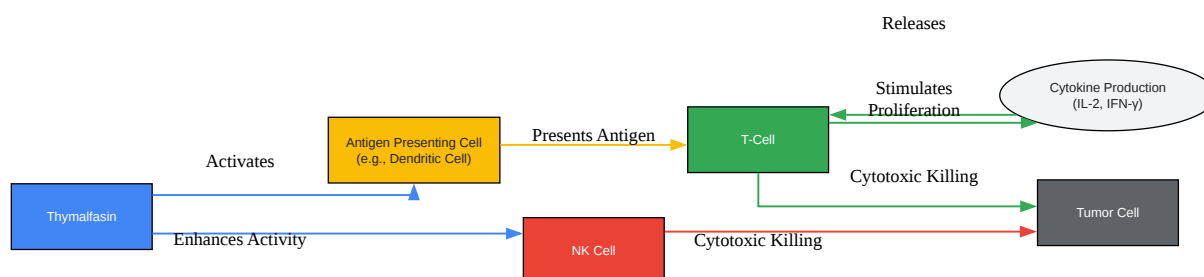 Releases
Stimulates
Proliferation
Cytokine Production
(IL-2, IFN-γ)
Antigen Presenting Cell
(e.g., Dendritic Cell)
Presents Antigen
T-Cell
Activates
Cytotoxic Killing
Thymalfasin
Tumor Cell
Enhances Activity
NK Cell
Cytotoxic Killing